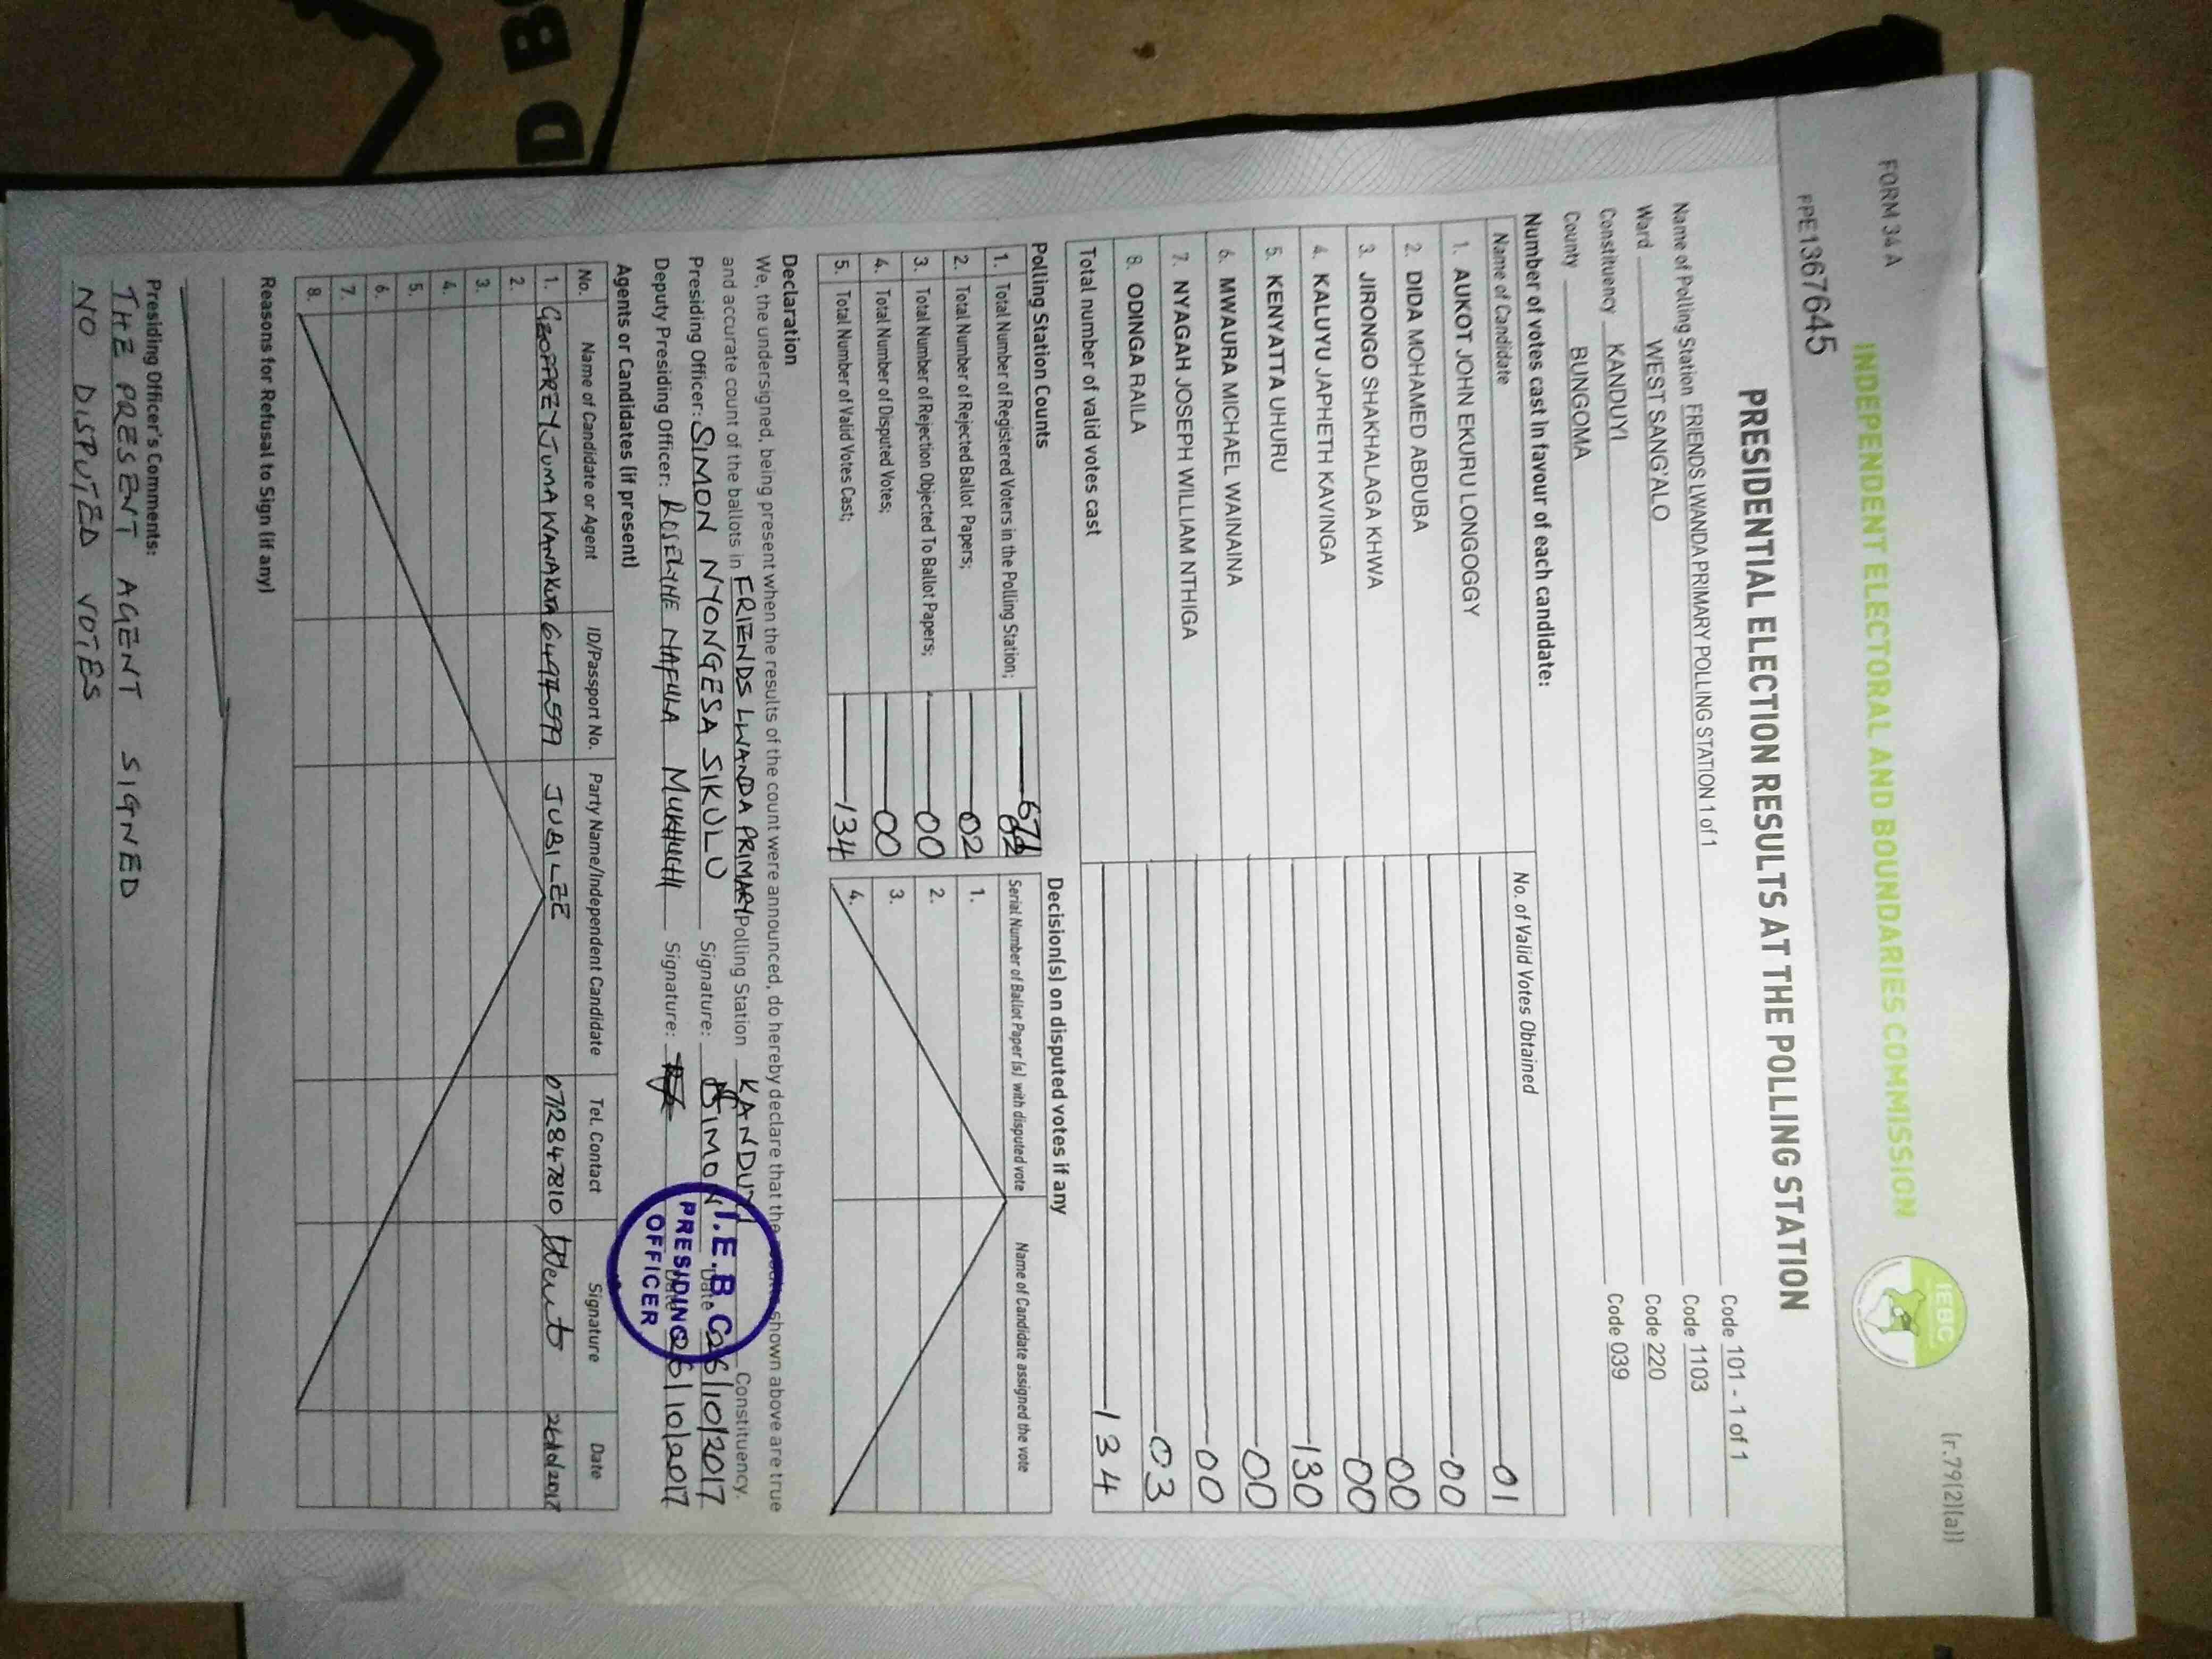 FORM 34 A
(r.79(2)(a))
INDEPENDENT ELECTORAL AND BOUNDARIES COMMISSION
IEBC
PPE1367645
PRESIDENTIAL ELECTION RESULTS AT THE POLLING STATION
Name of Polling Station FRIENDS LWANDA PRIMARY POLLING STATION 1 of 1 Code 101 - 1 of 1
Ward WEST SANG'ALO Code 1103
Constituency KANDUYI Code 220
County BUNGOMA Code 039
Number of votes cast in favour of each candidate:
Name of Candidate No. of Valid Votes Obtained
1. AUKOT JOHN EKURU LONGOGGY 01
2. DIDA MOHAMED ABDUBA 00
3. JIRONGO SHAKHALAGA KHWA 00
4. KALUYU JAPHETH KAVINGA 00
5. KENYATTA UHURU 130
6. MWAURA MICHAEL WAINAINA 00
7. NYAGAH JOSEPH WILLIAM NTHIGA 00
8. ODINGA RAILA 03
Total number of valid votes cast 134
Polling Station Counts
1. Total Number of Registered Voters in the Polling Station;
2. Total Number of Rejected Ballot Papers; 02
3. Total Number of Rejection Objected To Ballot Papers; 00
4. Total Number of Disputed Votes; 00
5. Total Number of Valid Votes Cast; 134
Decision(s) on disputed votes if any
Serial Number of Ballot Paper (s) with disputed vote Name of Candidate assigned the vote
1.
2.
3.
4.
Declaration
We, the undersigned, being present when the results of the count were announced, do hereby declare that the shown above are true
and accurate count of the ballots in FRIENDS LWANDA PRIMARY Polling Station KANDUYI Constituency.
Presiding Officer: SIMON NYONGESA SIKULU Signature: SIMON Date 26/10/2017
Deputy Presiding Officer: ROSELYNE NAFULA Signature: Date 26/10/2017
I.E.B.C
PRESIDING
OFFICER
Agents or Candidates (if present)
No. Name of Candidate or Agent ID/Passport No. Party Name/Independent Candidate Tel. Contact Signature Date
1. GEOFFREY JUMA JUBILEE 0712847810 26/10/2017
2.
3.
4.
5.
6.
7.
8.
Reasons for Refusal to Sign (if any)
Presiding Officer's Comments:
THE PRESENT AGENT SIGNED
NO DISPUTED VOTES
D B